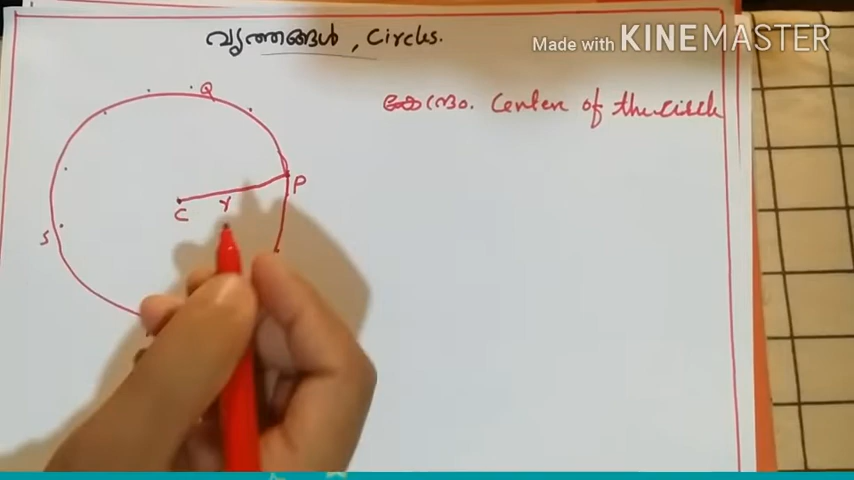 വൃത്തങ്ങൾ , Circles.
Made with KINEMASTER
കേന്ദ്രം. Center of the circle
Q
P
C
r
S